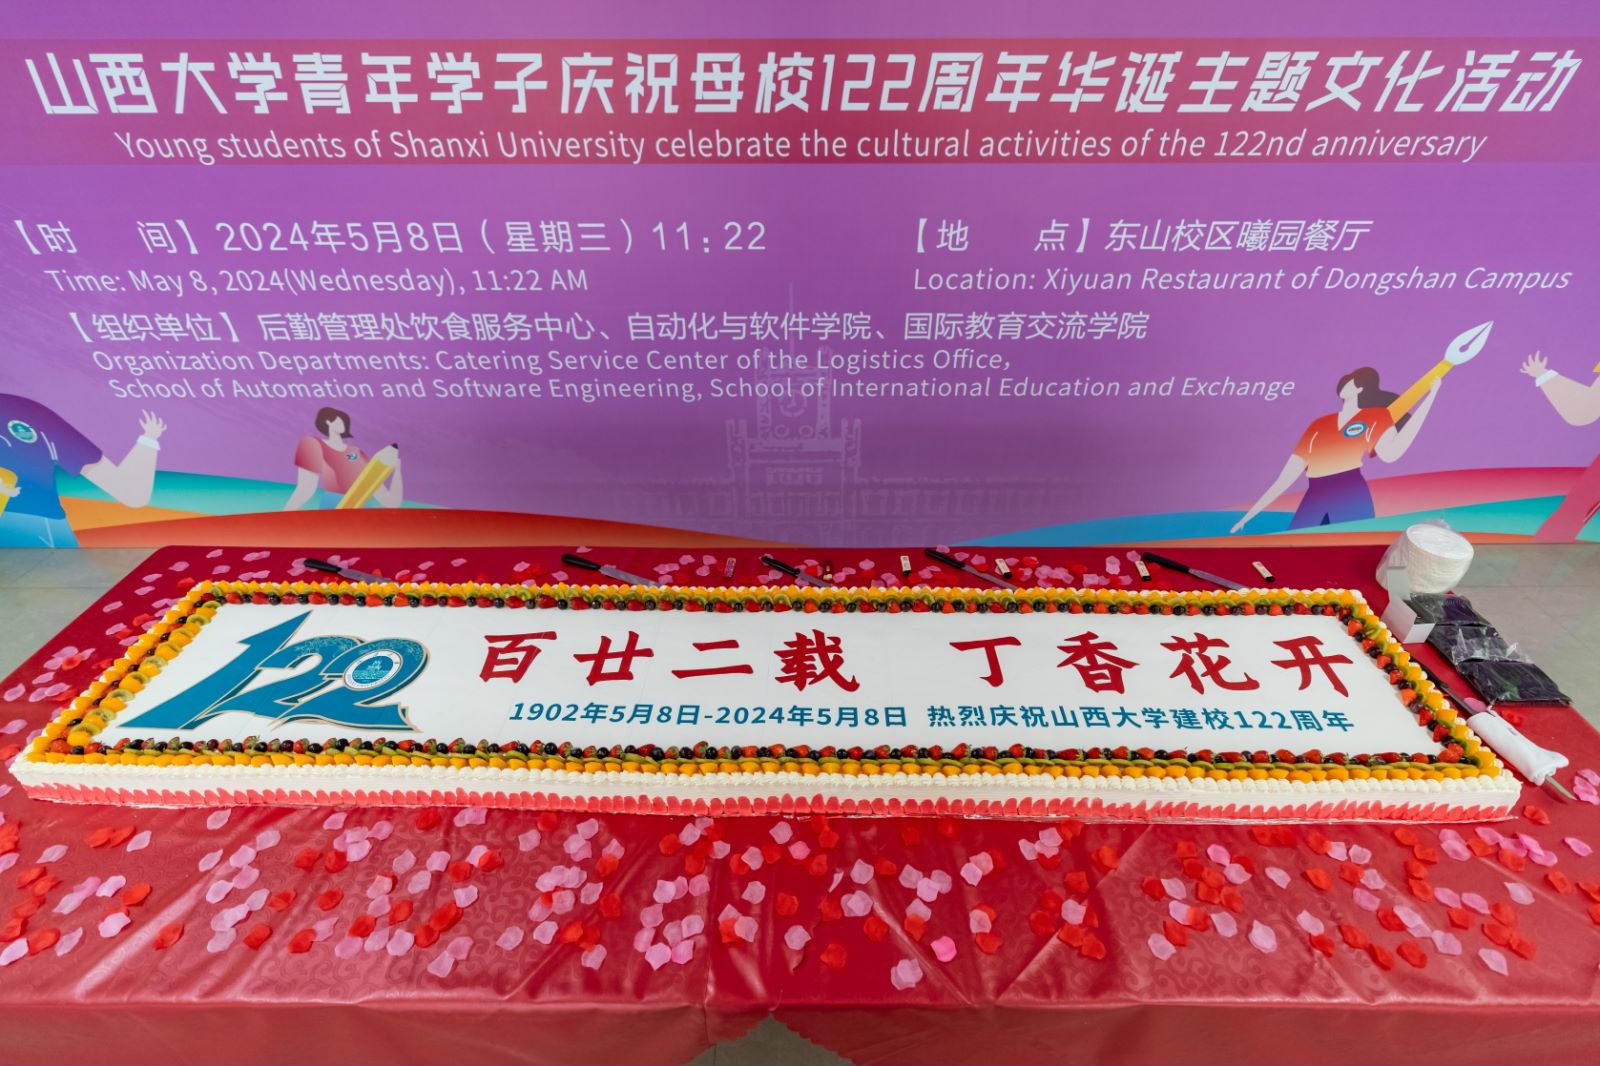 山西大学青年学子庆祝母校122周年华诞主题文化活动
Young students of Shanxi University celebrate the cultural activities of the 122nd anniversary
【时 间】2024年5月8日（星期三）11:22
【地 点】东山校区曦园餐厅
Time: May 8, 2024(Wednesday), 11:22 AM
Location: Xiyuan Restaurant of Dongshan Campus
【组织单位】后勤管理处饮食服务中心、自动化与软件学院、国际教育交流学院
Organization Departments: Catering Service Center of the Logistics Office,
School of Automation and Software Engineering, School of International Education and Exchange
122
百廿二载 丁香花开
1902年5月8日-2024年5月8日 热烈庆祝山西大学建校122周年